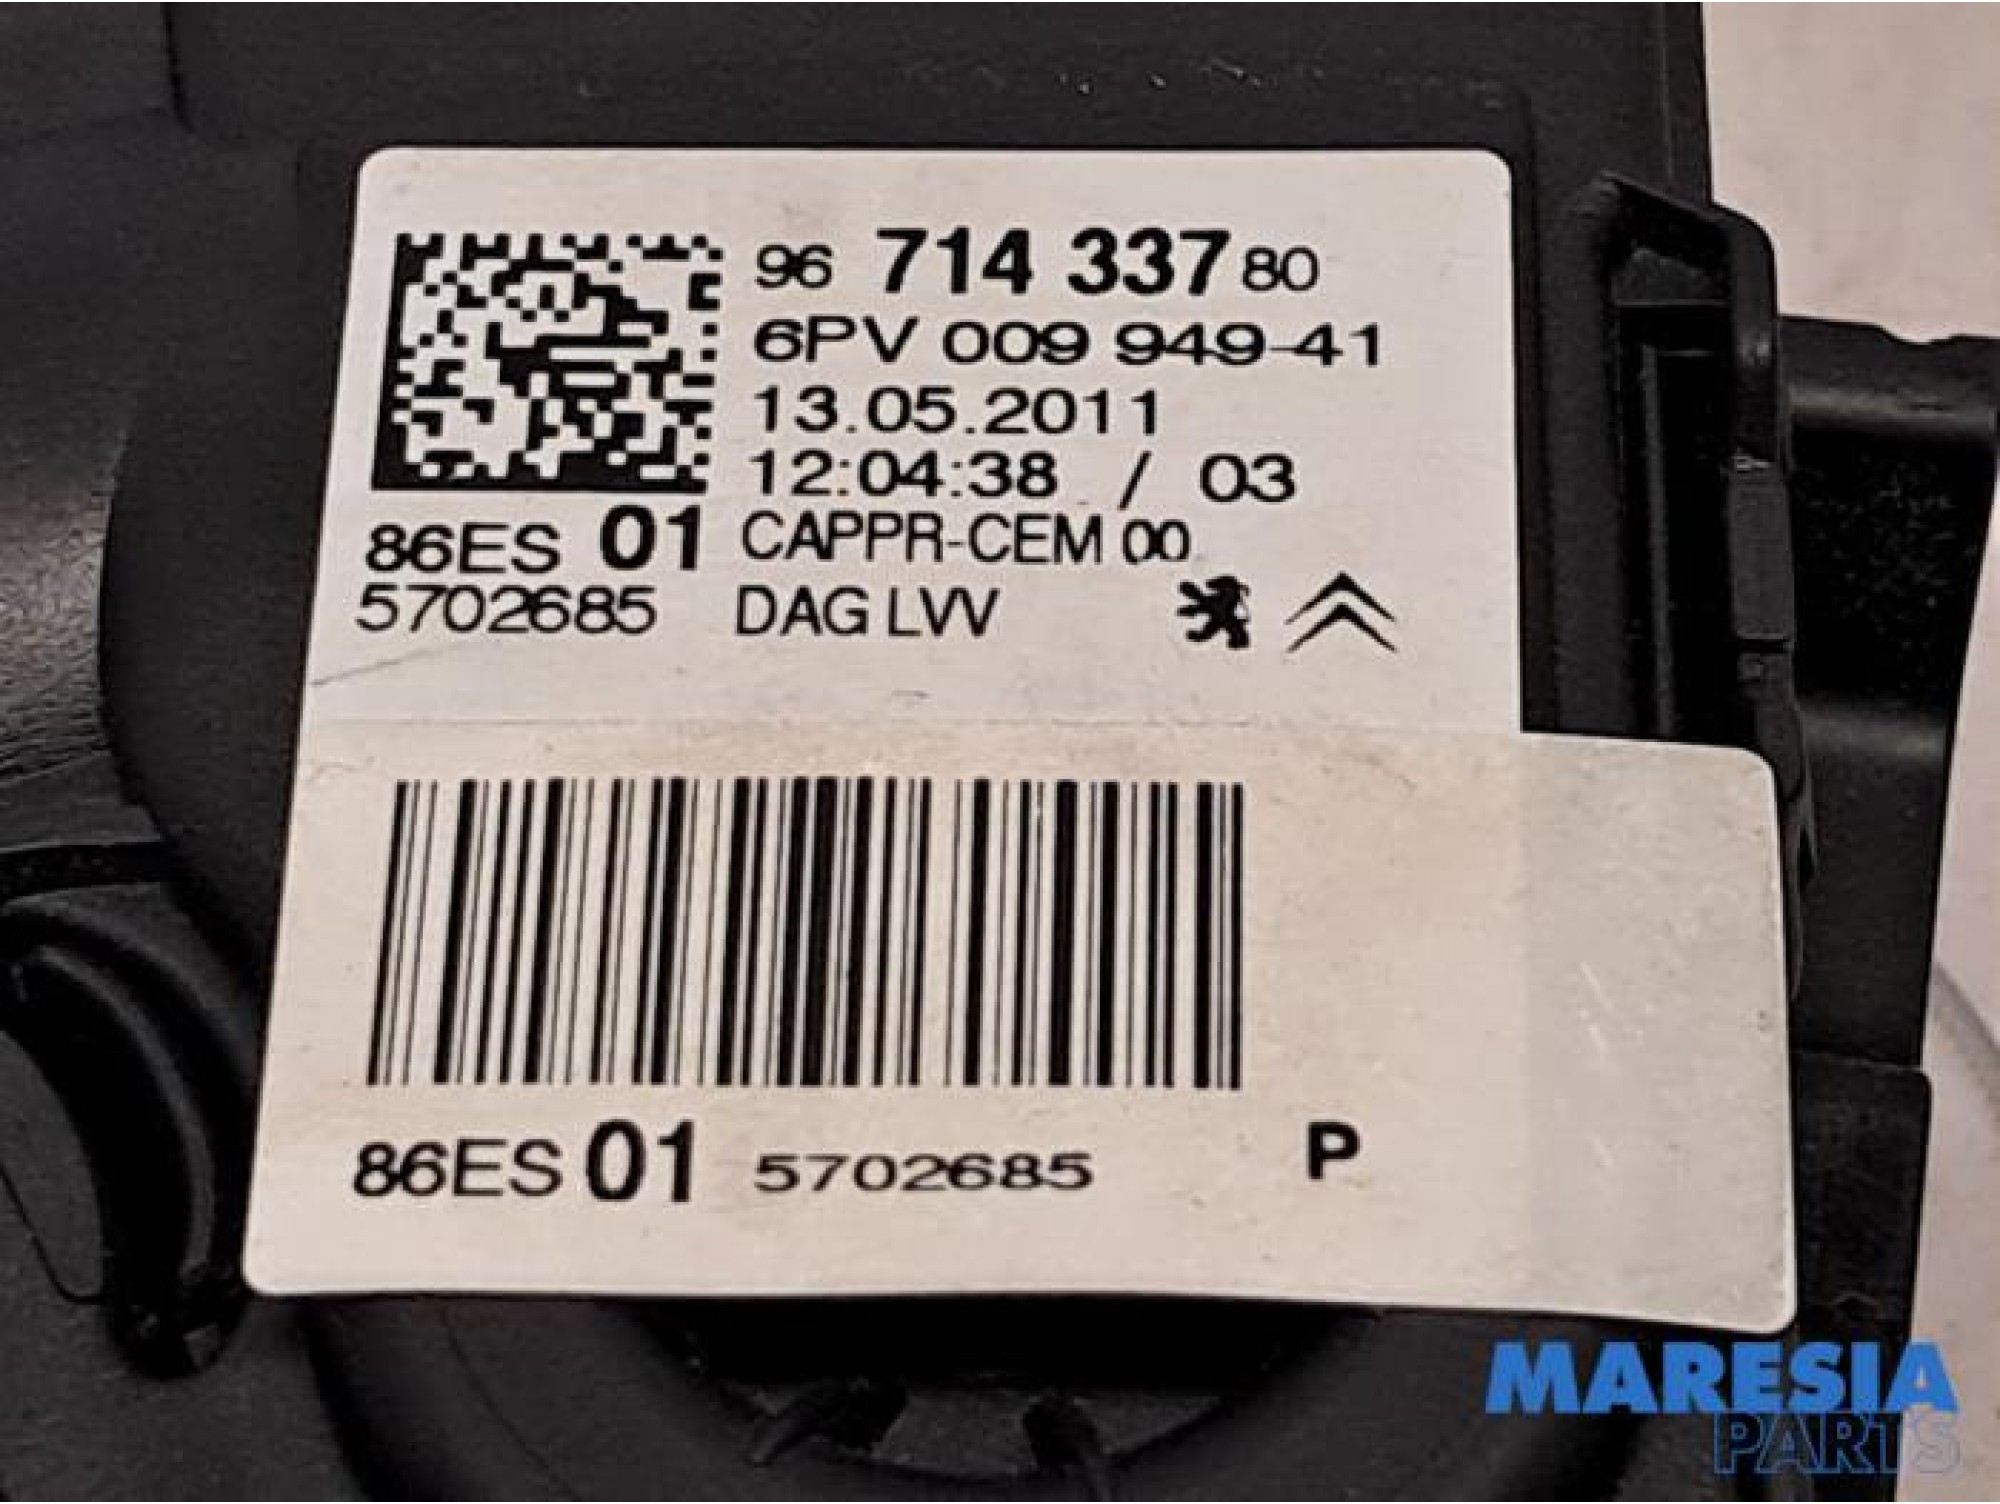 96 714 337 80
6PV 009 949-41
13.05.2011
12:04:38 / 03
86ES 01 CAPPR-CEM 00
5702685 DAG LVV
86ES 01 5702685 P
MARESIA
PARTS